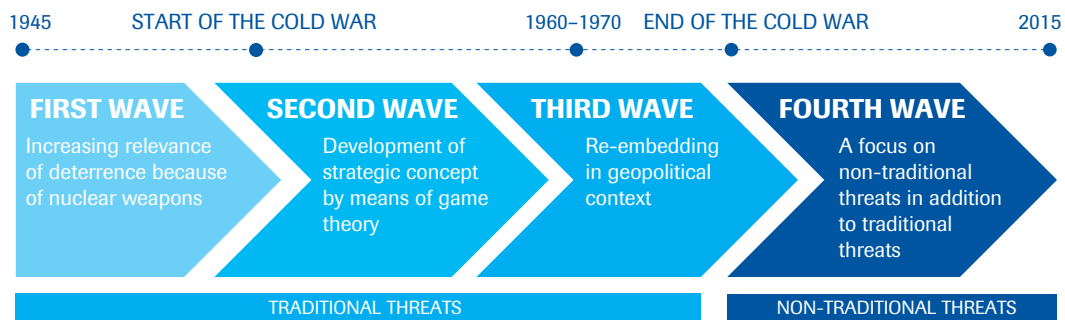 1945 START OF THE COLD WAR 1960–1970 END OF THE COLD WAR 2015
FIRST WAVE
Increasing relevance
of deterrence because
of nuclear weapons
SECOND WAVE
Development of
strategic concept
by means of game
theory
THIRD WAVE
Re-embedding
in geopolitical
context
FOURTH WAVE
A focus on
non-traditional
threats in addition
to traditional
threats
TRADITIONAL THREATS
NON-TRADITIONAL THREATS